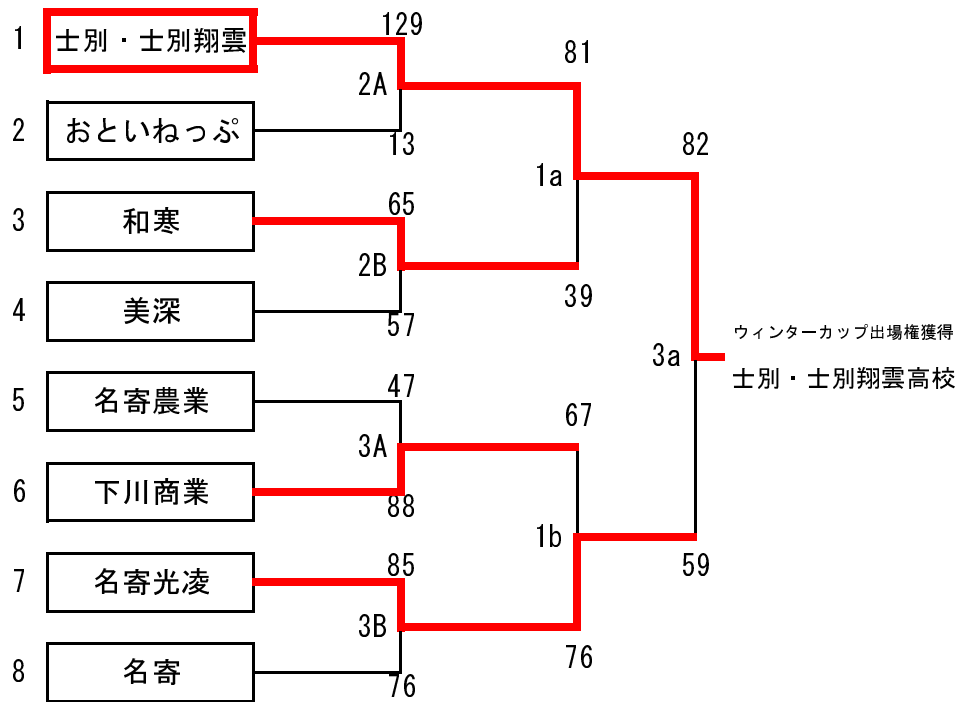 129
1 士別・士別翔雲
81
2A
2 おといねっぷ
13
82
1a
65
3 和寒
2B
39
4 美深
57
ウィンターカップ出場権獲得
3a
士別・士別翔雲高校
47
5 名寄農業
67
3A
6 下川商業
88
1b
85
59
7 名寄光凌
3B
76
8 名寄
76